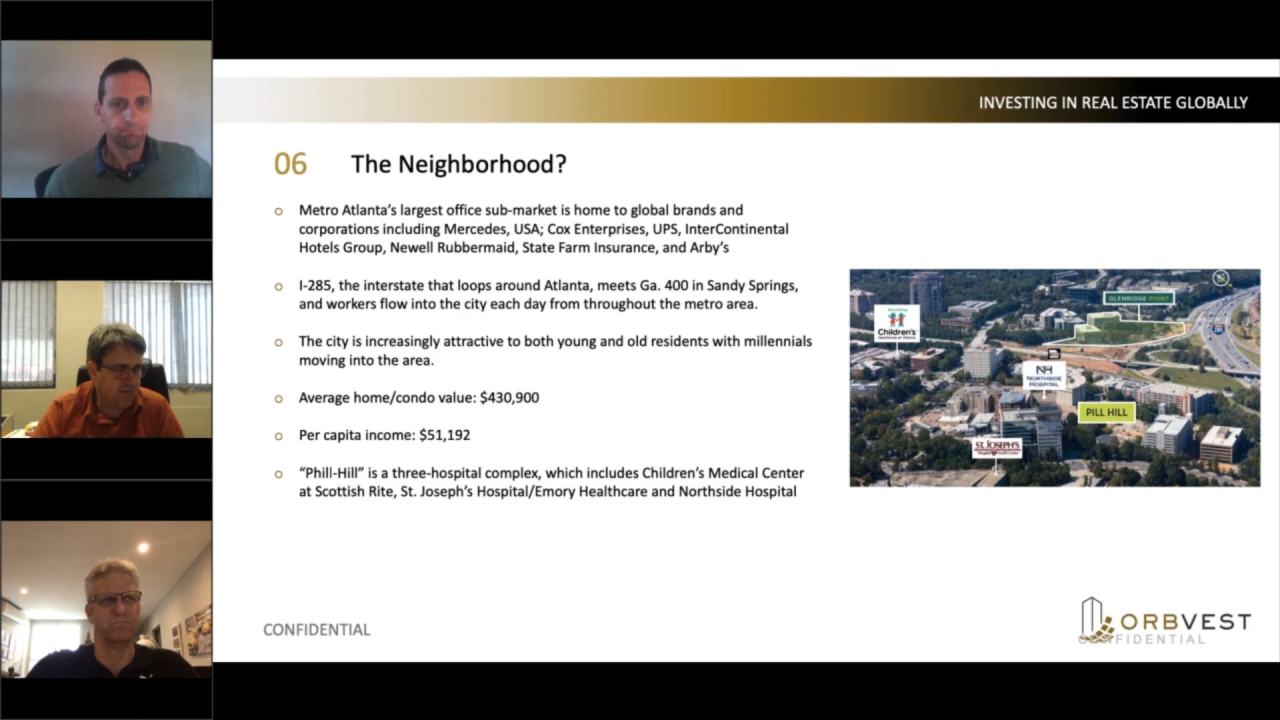 INVESTING IN REAL ESTATE GLOBALLY
06 The Neighborhood?
Metro Atlanta's largest office sub-market is home to global brands and
corporations including Mercedes, USA; Cox Enterprises, UPS, InterContinental
Hotels Group, Newell Rubbermaid, State Farm Insurance, and Arby's
I-285, the interstate that loops around Atlanta, meets Ga. 400 in Sandy Springs,
and workers flow into the city each day from throughout the metro area.
The city is increasingly attractive to both young and old residents with millennials
moving into the area.
Average home/condo value: $430,900
Per capita income: $51,192
“Phill-Hill” is a three-hospital complex, which includes Children's Medical Center
at Scottish Rite, St. Joseph's Hospital/Emory Healthcare and Northside Hospital
GLENRIDGE POINT
Children's
NORTHSIDE
HOSPITAL
PILL HILL
ST. JOSEPH'S
CONFIDENTIAL
ORBVEST
CONFIDENTIAL